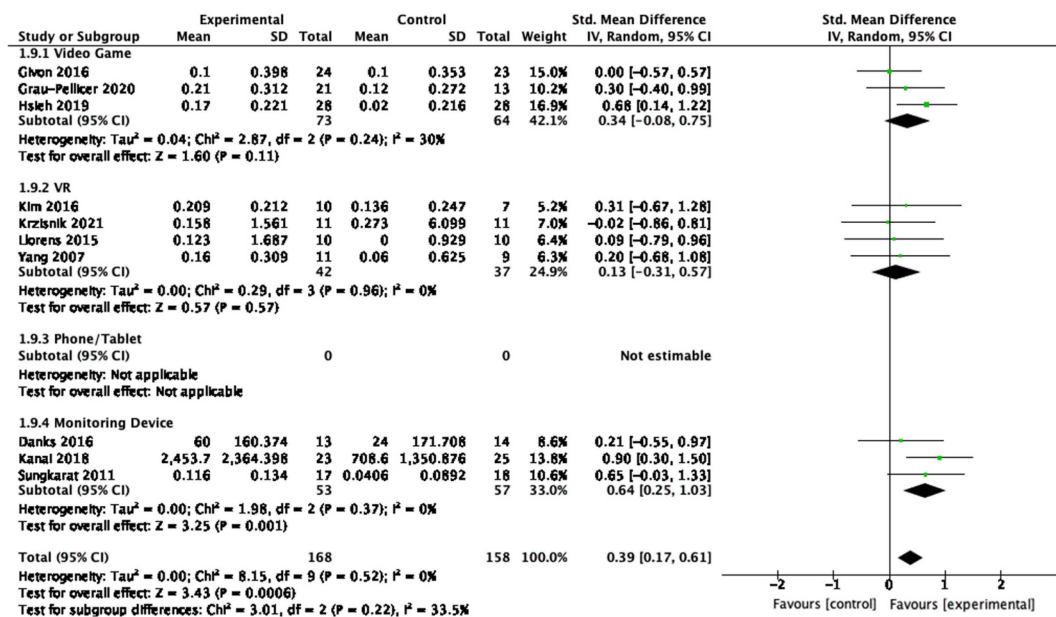 Experimental Control Std. Mean Difference Std. Mean Difference
Study or Subgroup Mean SD Total Mean SD Total Weight IV, Random, 95% CI IV, Random, 95% CI
1.9.1 Video Game
Givon 2016 0.1 0.398 24 0.1 0.353 23 15.0% 0.00 [-0.57, 0.57]
Grau-Pellicer 2020 0.21 0.312 21 0.12 0.272 13 10.2% 0.30 [-0.40, 0.99]
Hsieh 2019 0.17 0.221 28 0.02 0.216 28 16.9% 0.68 [0.14, 1.22]
Subtotal (95% CI) 73 64 42.1% 0.34 [-0.08, 0.75]
Heterogeneity: Tau² = 0.04; Chi² = 2.87, df = 2 (P = 0.24); I² = 30%
Test for overall effect: Z = 1.60 (P = 0.11)
1.9.2 VR
Kim 2016 0.209 0.212 10 0.136 0.247 7 5.2% 0.31 [-0.67, 1.28]
Krzisnik 2021 0.158 1.561 11 0.273 6.099 11 7.0% -0.02 [-0.86, 0.81]
Llorens 2015 0.123 1.687 10 0 0.929 10 6.4% 0.09 [-0.79, 0.96]
Yang 2007 0.16 0.309 11 0.06 0.625 9 6.3% 0.20 [-0.68, 1.08]
Subtotal (95% CI) 42 37 24.9% 0.13 [-0.31, 0.57]
Heterogeneity: Tau² = 0.00; Chi² = 0.29, df = 3 (P = 0.96); I² = 0%
Test for overall effect: Z = 0.57 (P = 0.57)
1.9.3 Phone/Tablet
Subtotal (95% CI) 0 0 Not estimable
Heterogeneity: Not applicable
Test for overall effect: Not applicable
1.9.4 Monitoring Device
Danks 2016 60 160.374 13 24 171.708 14 8.6% 0.21 [-0.55, 0.97]
Kanai 2018 2,453.7 2,364.398 23 708.6 1,350.876 25 13.8% 0.90 [0.30, 1.50]
Sungkarat 2011 0.116 0.134 17 0.0406 0.0892 18 10.6% 0.65 [-0.03, 1.33]
Subtotal (95% CI) 53 57 33.0% 0.64 [0.25, 1.03]
Heterogeneity: Tau² = 0.00; Chi² = 1.98, df = 2 (P = 0.37); I² = 0%
Test for overall effect: Z = 3.25 (P = 0.001)
Total (95% CI) 168 158 100.0% 0.39 [0.17, 0.61]
Heterogeneity: Tau² = 0.00; Chi² = 8.15, df = 9 (P = 0.52); I² = 0%
Test for overall effect: Z = 3.43 (P = 0.0006)
Test for subgroup differences: Chi² = 3.01, df = 2 (P = 0.22), I² = 33.5%
-2 -1 0 1 2
Favours [control] Favours [experimental]